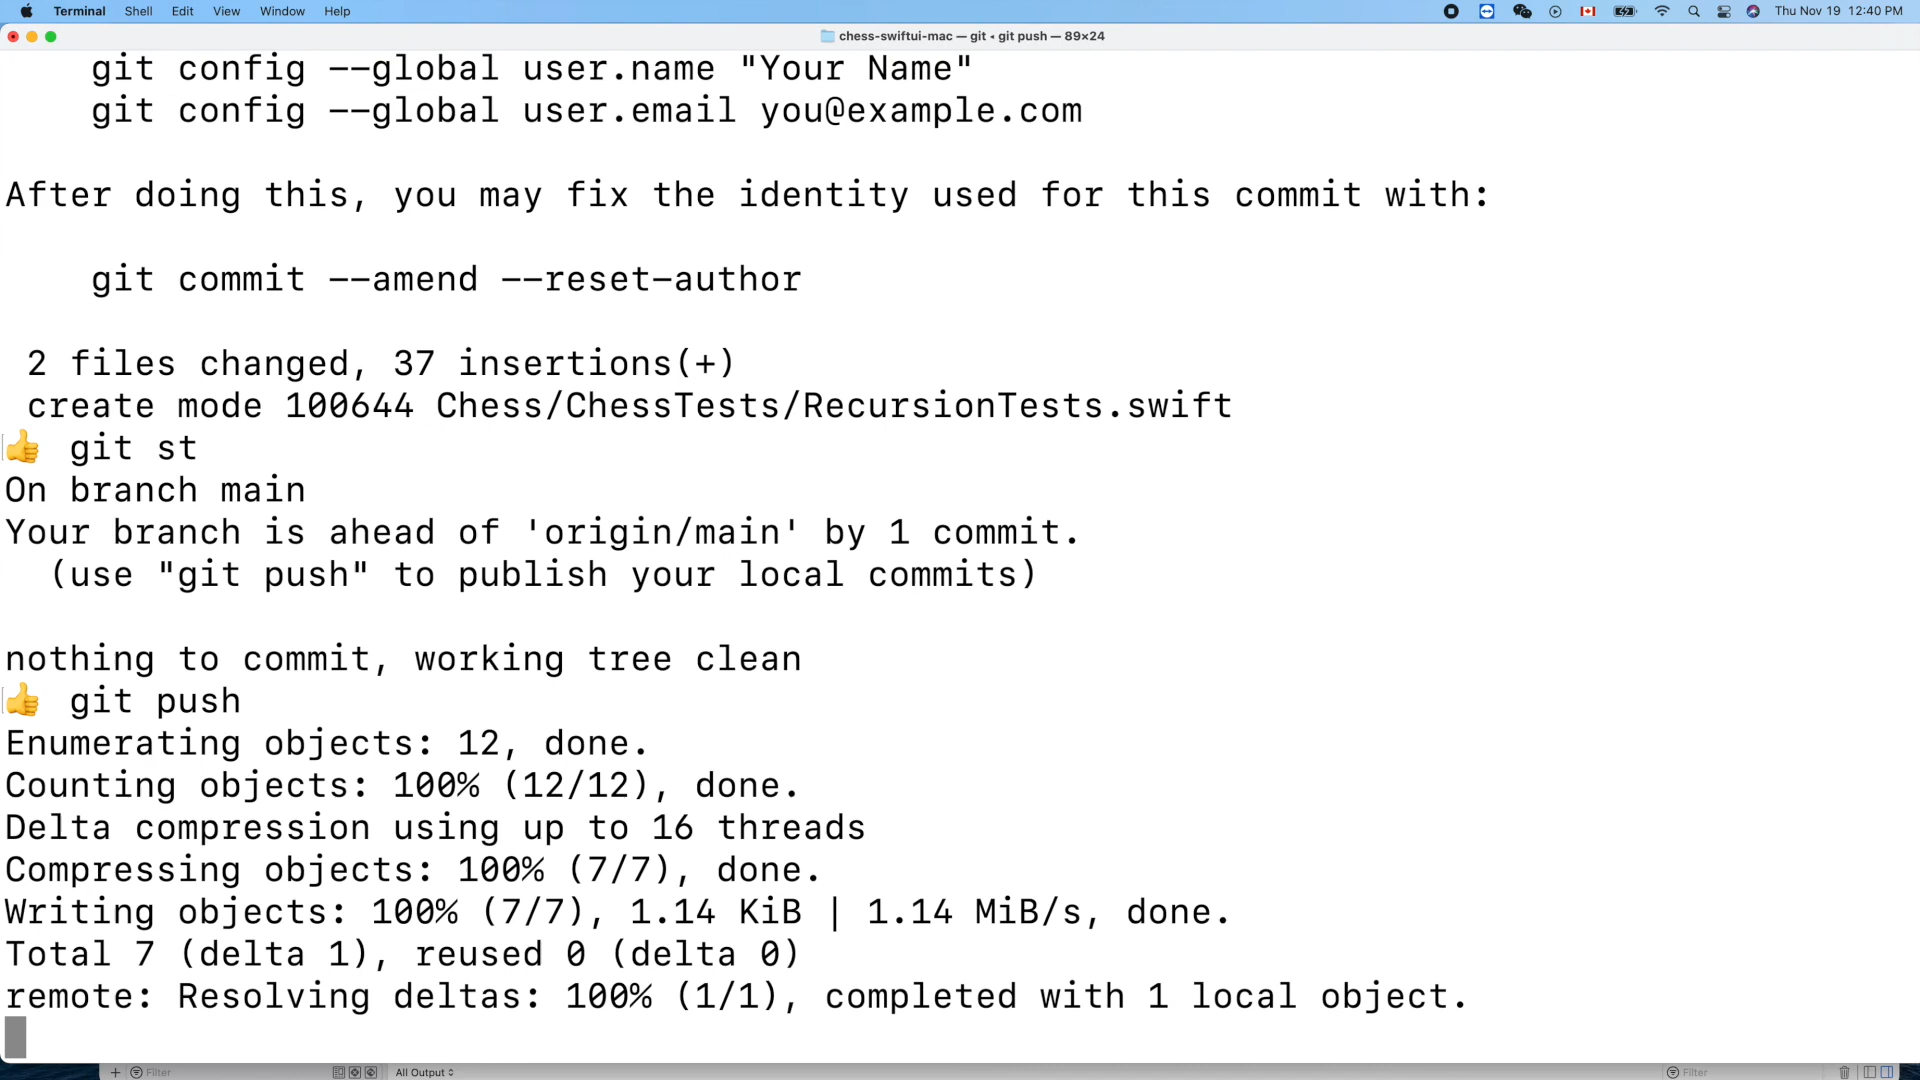 Terminal Shell Edit View Window Help Thu Nov 19 12:40 PM
chess-swiftui-mac — git ◂ git push — 89×24
git config --global user.name "Your Name"
git config --global user.email you@example.com
After doing this, you may fix the identity used for this commit with:
git commit --amend --reset-author
2 files changed, 37 insertions(+)
create mode 100644 Chess/ChessTests/RecursionTests.swift
👍 git st
On branch main
Your branch is ahead of 'origin/main' by 1 commit.
(use "git push" to publish your local commits)
nothing to commit, working tree clean
👍 git push
Enumerating objects: 12, done.
Counting objects: 100% (12/12), done.
Delta compression using up to 16 threads
Compressing objects: 100% (7/7), done.
Writing objects: 100% (7/7), 1.14 KiB | 1.14 MiB/s, done.
Total 7 (delta 1), reused 0 (delta 0)
remote: Resolving deltas: 100% (1/1), completed with 1 local object.
Filter All Output Filter